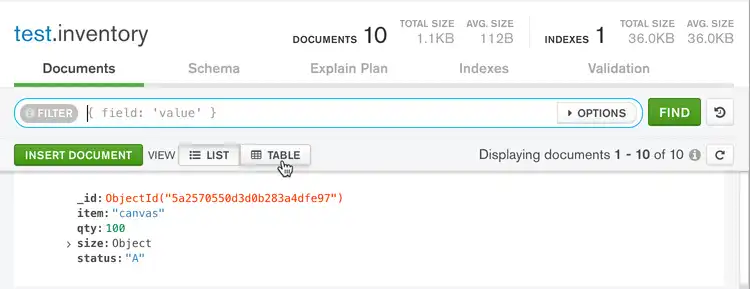 test.inventory
DOCUMENTS 10
TOTAL SIZE
1.1KB
AVG. SIZE
112B
INDEXES 1
TOTAL SIZE
36.0KB
AVG. SIZE
36.0KB
Documents
Schema
Explain Plan
Indexes
Validation
FILTER
{ field: 'value' }
OPTIONS
FIND
INSERT DOCUMENT
VIEW
LIST
TABLE
Displaying documents 1 - 10 of 10
_id: ObjectId("5a2570550d3d0b283a4dfe97")
item: "canvas"
qty: 100
size: Object
status: "A"